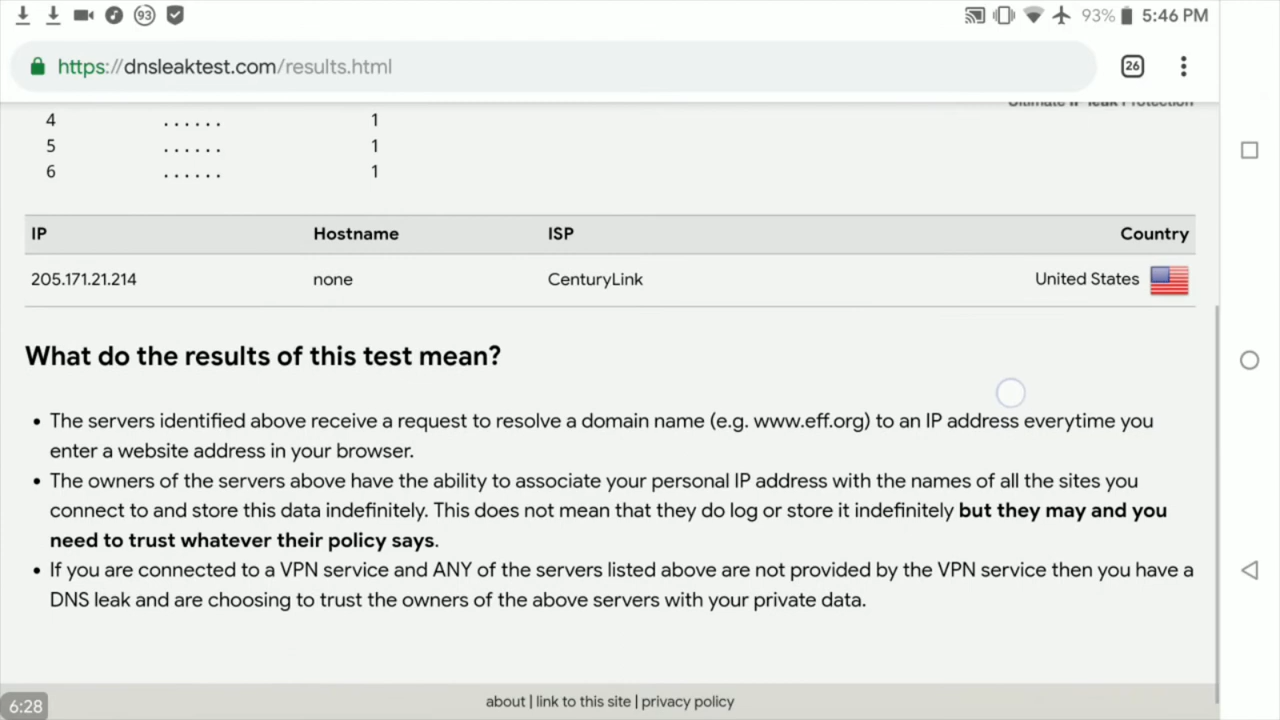 93 93% 5:46 PM
https://dnsleaktest.com/results.html 26
Ultimate IP leak Protection
4 ...... 1
5 ...... 1
6 ...... 1
IP Hostname ISP Country
205.171.21.214 none CenturyLink United States
What do the results of this test mean?
• The servers identified above receive a request to resolve a domain name (e.g. www.eff.org) to an IP address everytime you
enter a website address in your browser.
• The owners of the servers above have the ability to associate your personal IP address with the names of all the sites you
connect to and store this data indefinitely. This does not mean that they do log or store it indefinitely but they may and you
need to trust whatever their policy says.
• If you are connected to a VPN service and ANY of the servers listed above are not provided by the VPN service then you have a
DNS leak and are choosing to trust the owners of the above servers with your private data.
about | link to this site | privacy policy
6:28